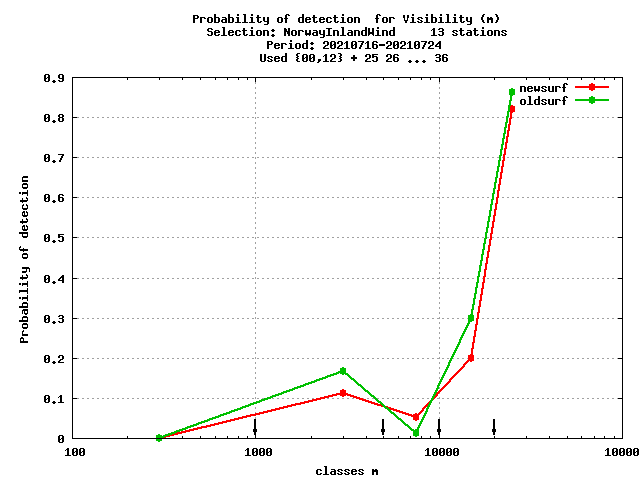 Probability of detection for Visibility (m)
Selection: NorwayInlandWind 13 stations
Period: 20210716-20210724
Used {00,12} + 25 26 ... 36
newsurf
oldsurf
0.9
0.8
0.7
0.6
0.5
0.4
0.3
0.2
0.1
0
Probability of detection
100 1000 10000 10000
classes m